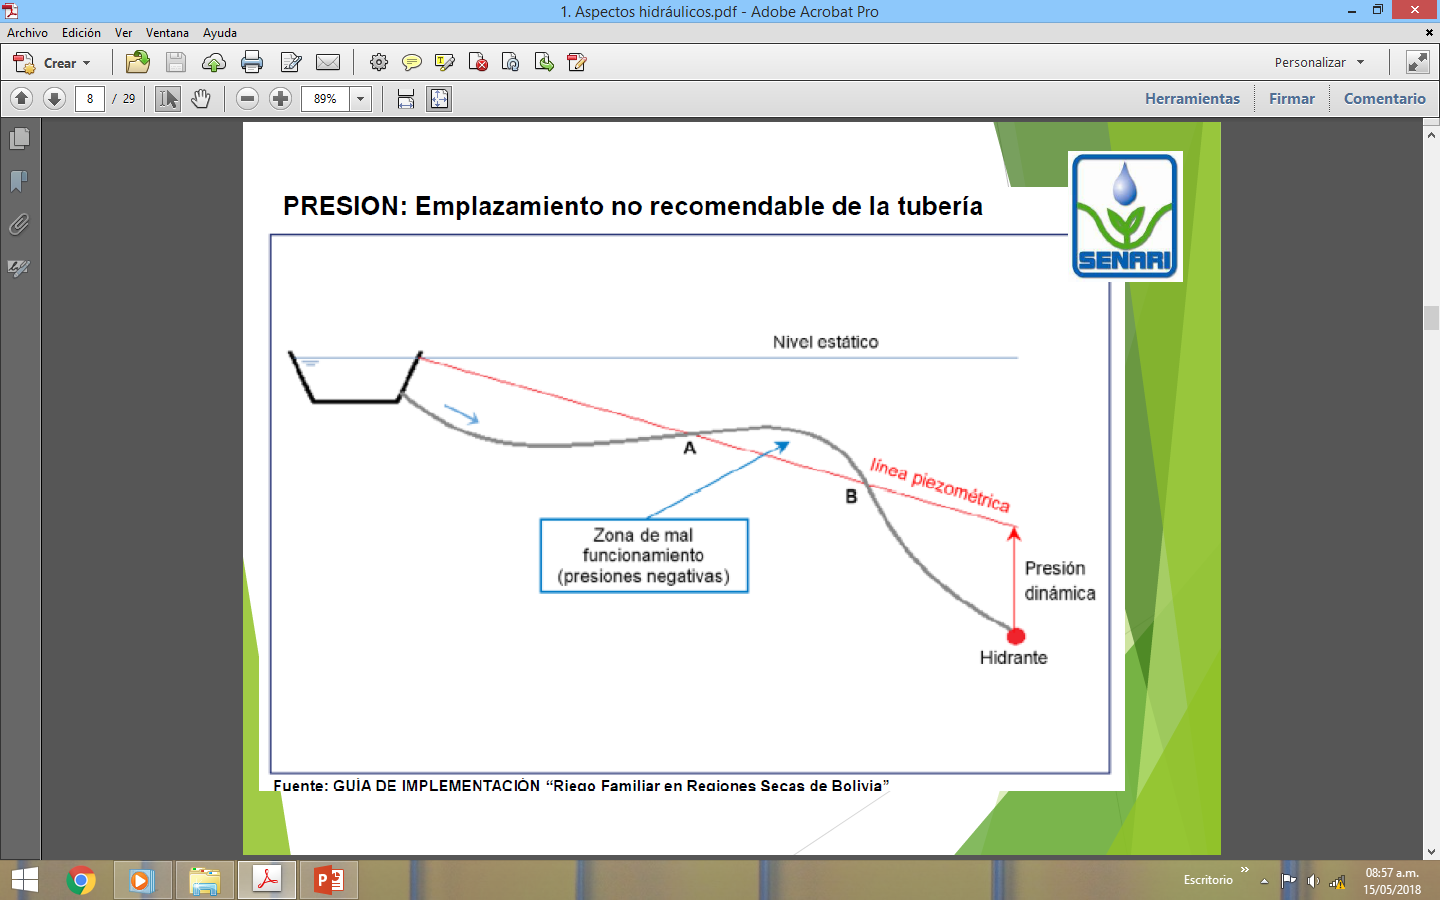 1. Aspectos hidráulicos.pdf - Adobe Acrobat Pro
Archivo Edición Ver Ventana Ayuda
Crear
Personalizar
8 / 29
89%
Herramientas Firmar Comentario
PRESION: Emplazamiento no recomendable de la tubería
SENARI
Nivel estático
A
línea piezométrica
B
Zona de mal
funcionamiento
(presiones negativas)
Presión
dinámica
Hidrante
Fuente: GUÍA DE IMPLEMENTACIÓN “Riego Familiar en Regiones Secas de Bolivia”
Escritorio
08:57 a.m.
15/05/2018